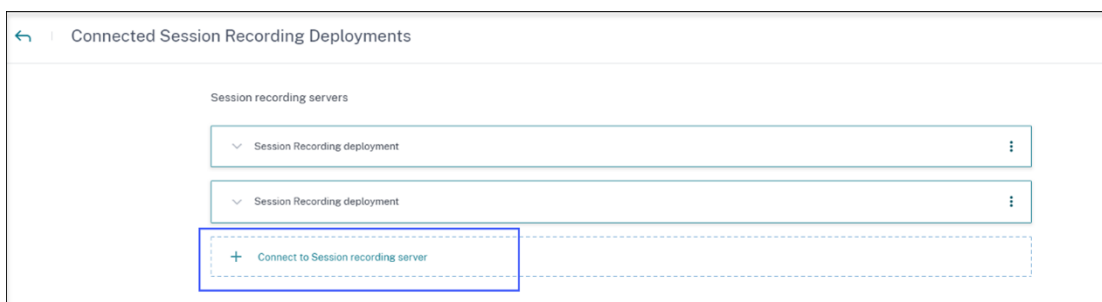 Connected Session Recording Deployments
Session recording servers
Session Recording deployment
Session Recording deployment
+ Connect to Session recording server